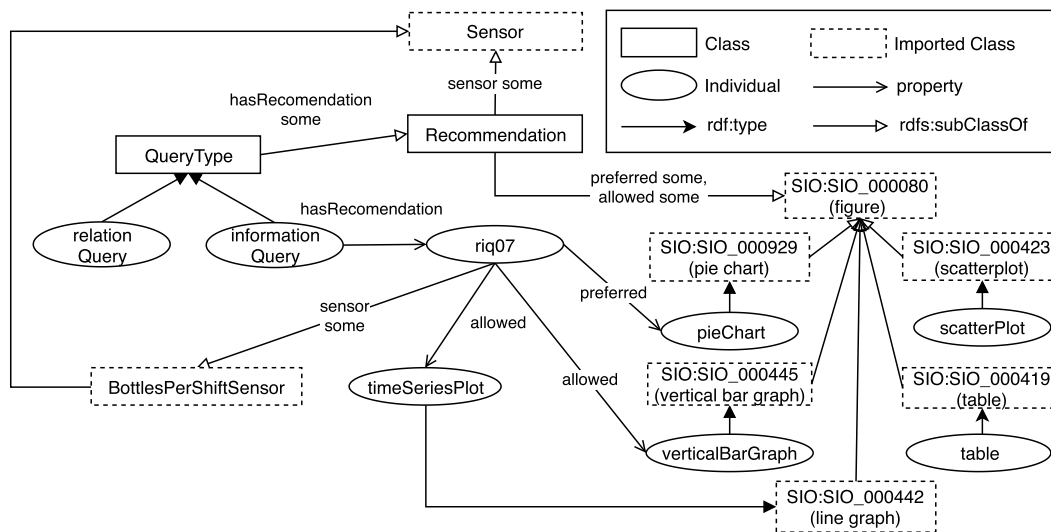 Sensor
sensor some
hasRecomendation
some
Recommendation
QueryType
Class
Imported Class
Individual
property
rdf:type
rdfs:subClassOf
preferred some,
allowed some
SIO:SIO_000080
(figure)
relation
Query
information
Query
hasRecomendation
riq07
SIO:SIO_000929
(pie chart)
SIO:SIO_000423
(scatterplot)
preferred
sensor
some
allowed
pieChart
scatterPlot
allowed
BottlesPerShiftSensor
timeSeriesPlot
SIO:SIO_000445
(vertical bar graph)
SIO:SIO_000419
(table)
verticalBarGraph
table
SIO:SIO_000442
(line graph)